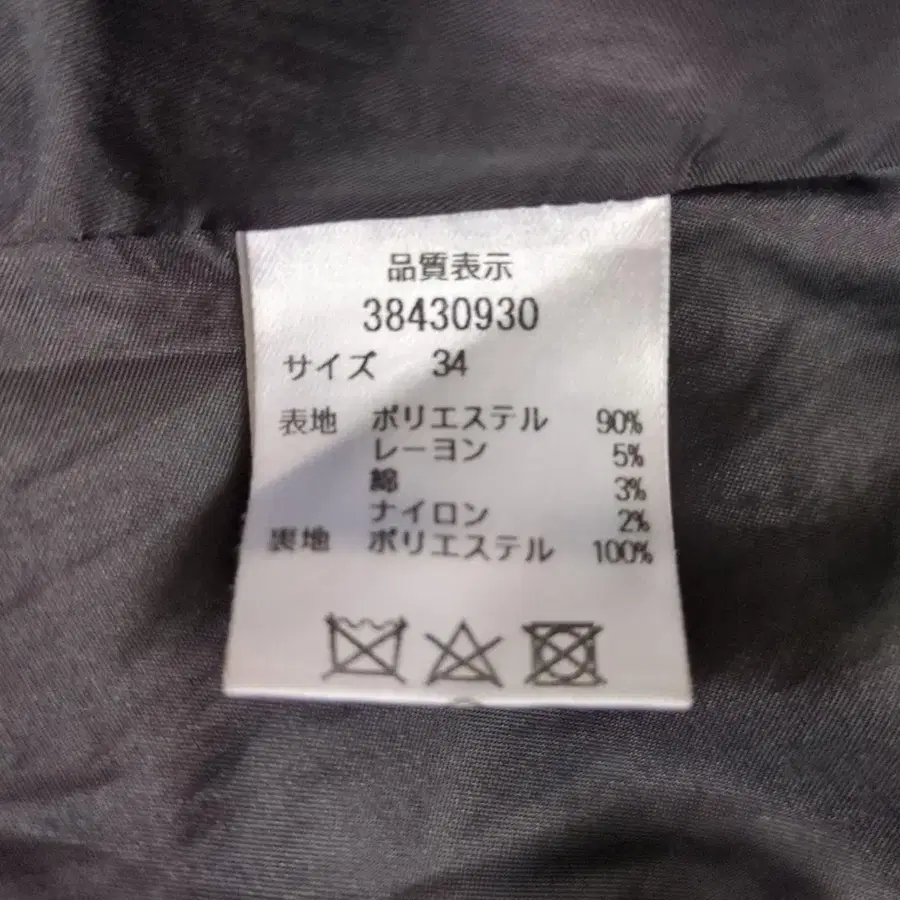 品質表示
38430930
サイズ 34
表地 ポリエステル 90%
レーヨン 5%
綿 3%
ナイロン 2%
裏地 ポリエステル 100%